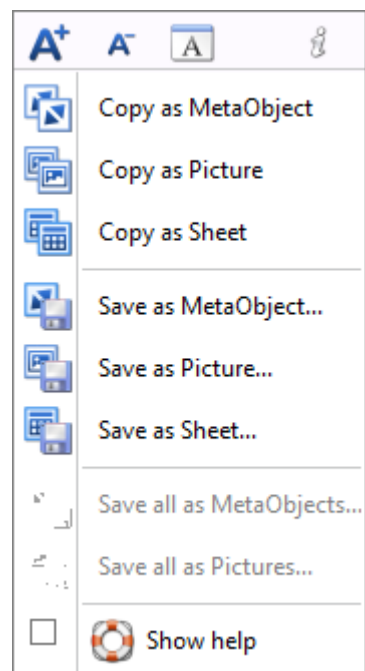 A+ A- A i
Copy as MetaObject
Copy as Picture
Copy as Sheet
Save as MetaObject...
Save as Picture...
Save as Sheet...
Save all as MetaObjects...
Save all as Pictures...
Show help